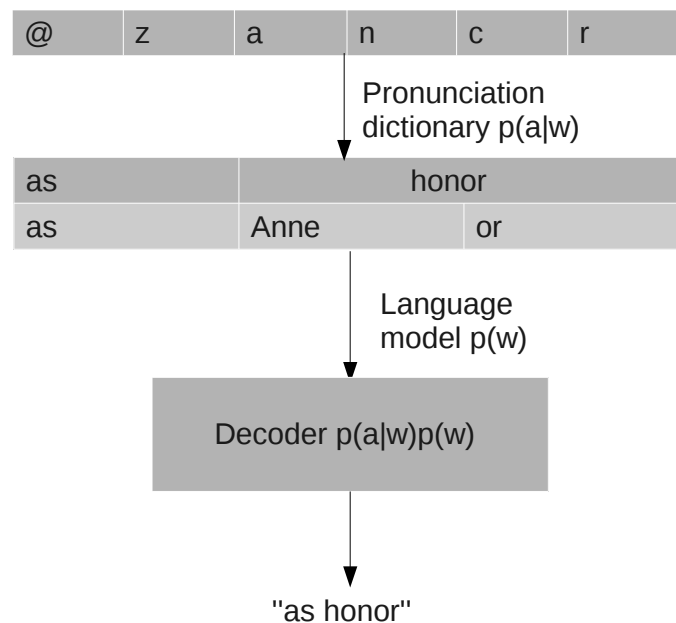 @ z a n c r
Pronunciation
dictionary p(a|w)
as honor
as Anne or
Language
model p(w)
Decoder p(a|w)p(w)
"as honor"